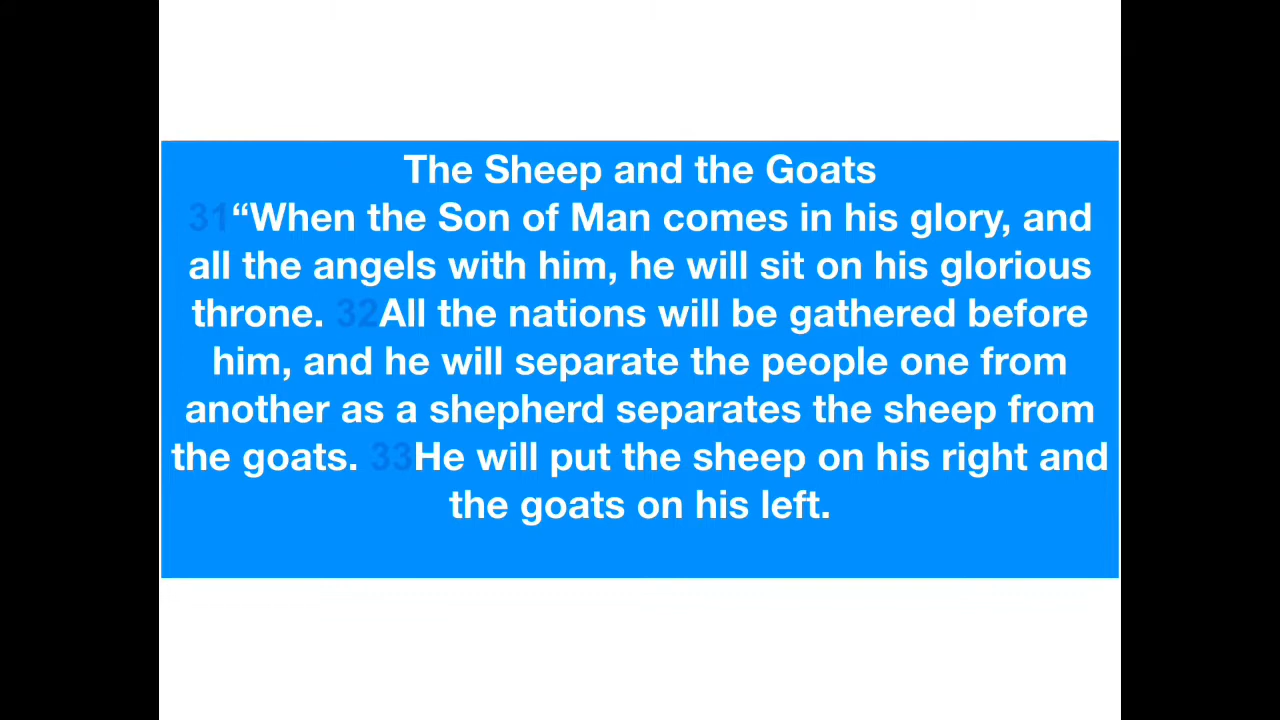 The Sheep and the Goats
31“When the Son of Man comes in his glory, and
all the angels with him, he will sit on his glorious
throne. 32All the nations will be gathered before
him, and he will separate the people one from
another as a shepherd separates the sheep from
the goats. 33He will put the sheep on his right and
the goats on his left.